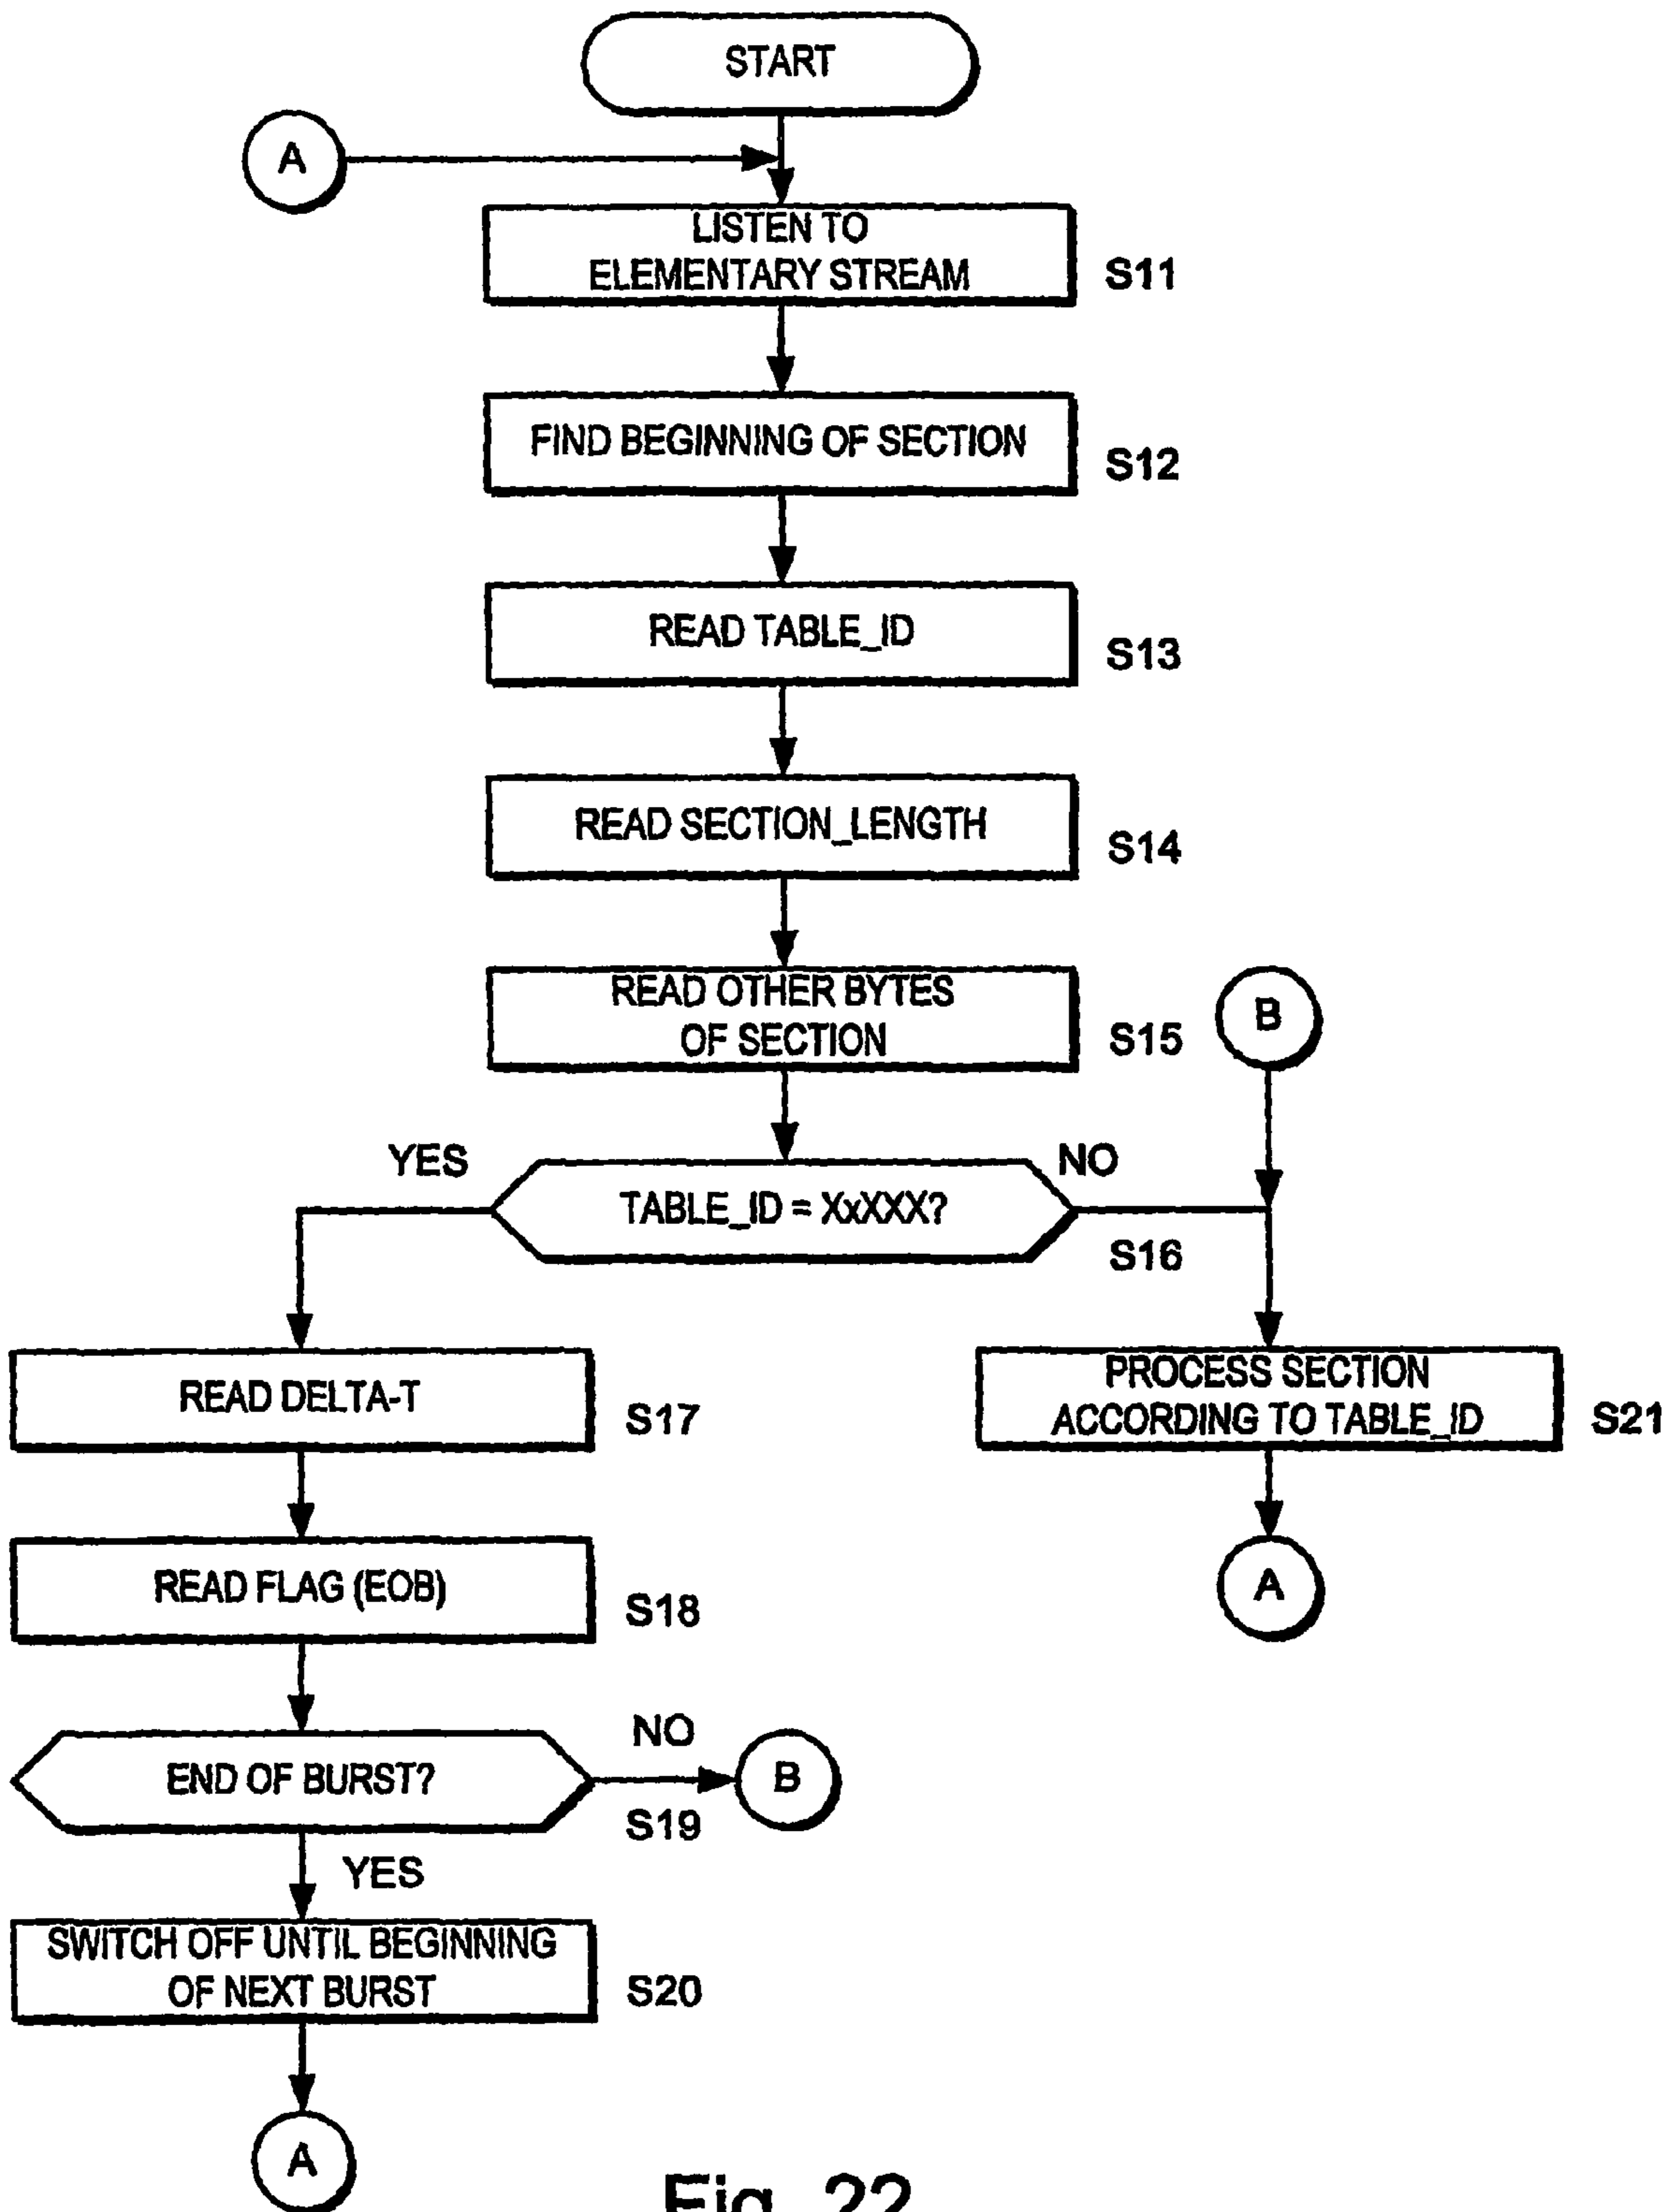 START
A
LISTEN TO
ELEMENTARY STREAM
S11
FIND BEGINNING OF SECTION
S12
READ TABLE_ID
S13
READ SECTION_LENGTH
S14
READ OTHER BYTES
OF SECTION
S15
B
YES
NO
TABLE_ID = XxXXX?
S16
READ DELTA-T
S17
PROCESS SECTION
ACCORDING TO TABLE_ID
S21
READ FLAG (EOB)
S18
A
NO
END OF BURST?
B
S19
YES
SWITCH OFF UNTIL BEGINNING
OF NEXT BURST
S20
A
Fig. 22